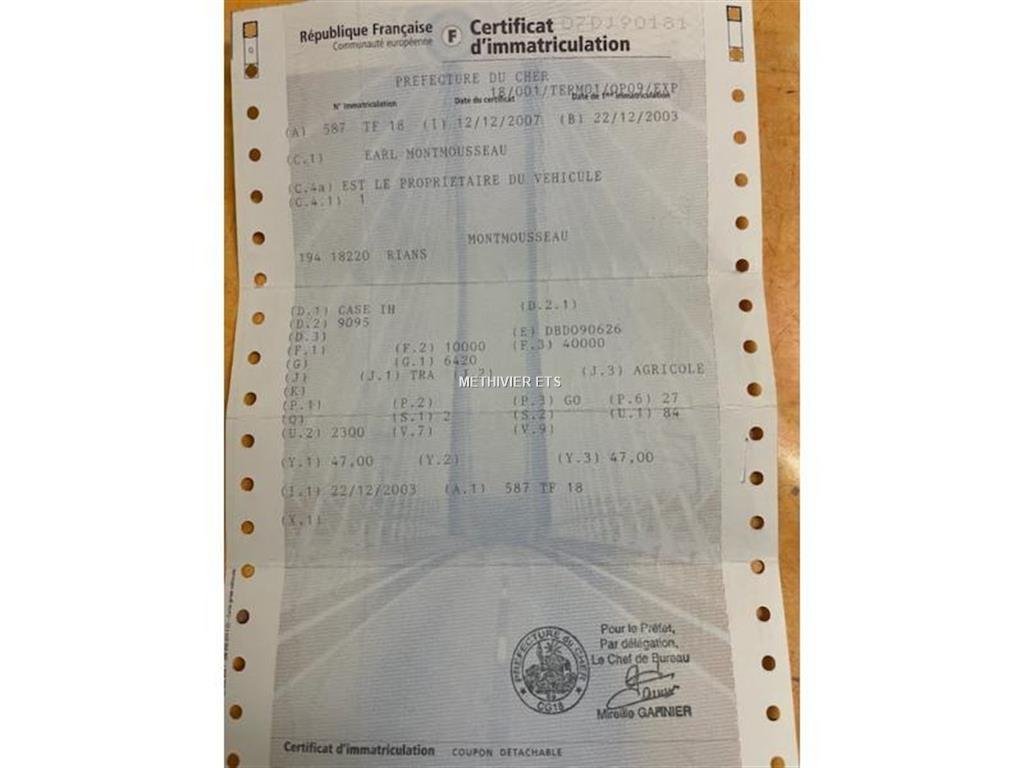 République Française
Communauté européenne
F
Certificat
d'immatriculation
PREFECTURE DU CHER
18/001/TERM01/OP09/EXP
N° Immatriculation Date du certificat Date de 1ère immatriculation
(A) 587 TF 18 (I) 12/12/2007 (B) 22/12/2003
(C.1) EARL MONTMOUSSEAU
(C.4a) EST LE PROPRIETAIRE DU VEHICULE
(C.4.1) 1
MONTMOUSSEAU
194 18220 RIANS
(D.1) CASE IH (D.2.1)
(D.2) 9095
(D.3) (E) DBD090626
(F.1) (F.2) 10000 (F.3) 40000
(G) (G.1) 6420
(J) (J.1) TRA (J.2) (J.3) AGRICOLE
METHIVIER ETS
(K)
(P.1) (P.2) (P.3) GO (P.6) 27
(Q) (S.1) 2 (S.2) (U.1) 84
(U.2) 2300 (V.7) (V.9)
(Y.1) 47,00 (Y.2) (Y.3) 47,00
(I.1) 22/12/2003 (A.1) 587 TF 18
(X.1)
PREFECTURE du CHER
CG18
Pour le Préfet,
Par délégation,
Le Chef de Bureau
Mireille GARNIER
Certificat d'immatriculation COUPON DÉTACHABLE